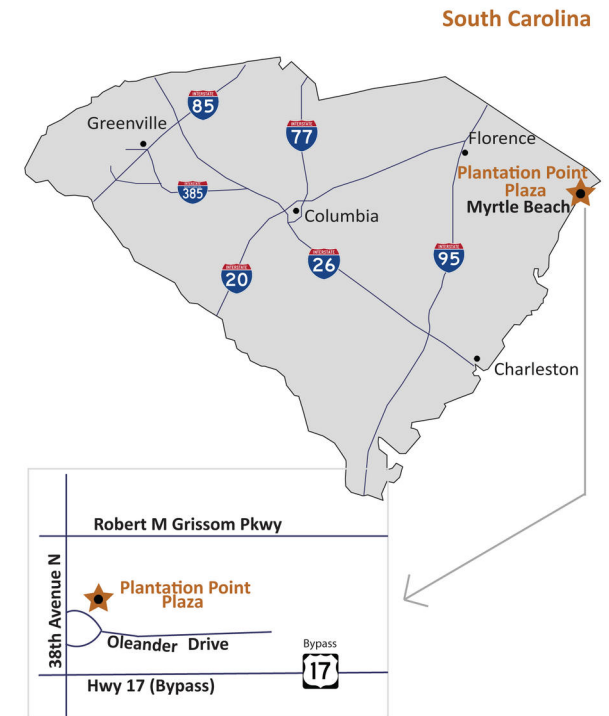 South Carolina
INTERSTATE
85
Greenville
INTERSTATE
77
Florence
Plantation Point
Plaza
Myrtle Beach
INTERSTATE
385
Columbia
INTERSTATE
20
INTERSTATE
26
INTERSTATE
95
Charleston
Robert M Grissom Pkwy
38th Avenue N
Plantation Point
Plaza
Oleander Drive
Bypass
17
Hwy 17 (Bypass)